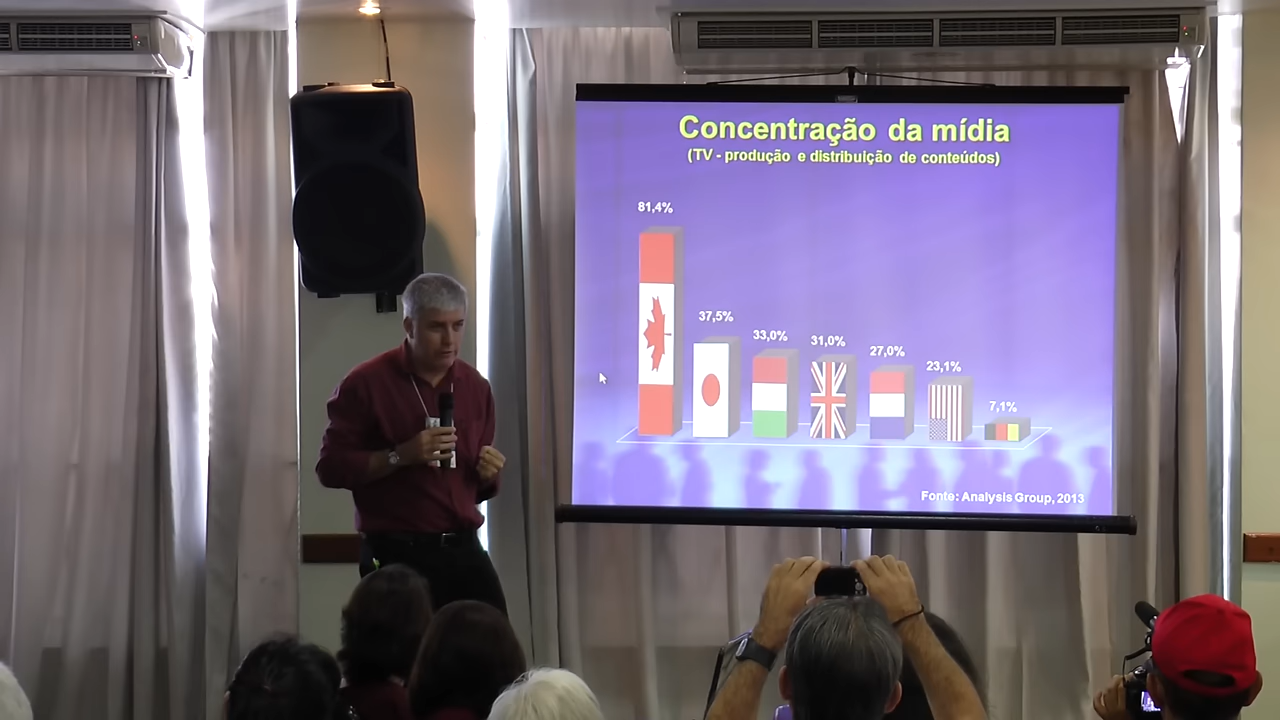 Concentração da mídia
(TV - produção e distribuição de conteúdos)
81,4%
37,5%
33,0%
31,0%
27,0%
23,1%
7,1%
Fonte: Analysis Group, 2013